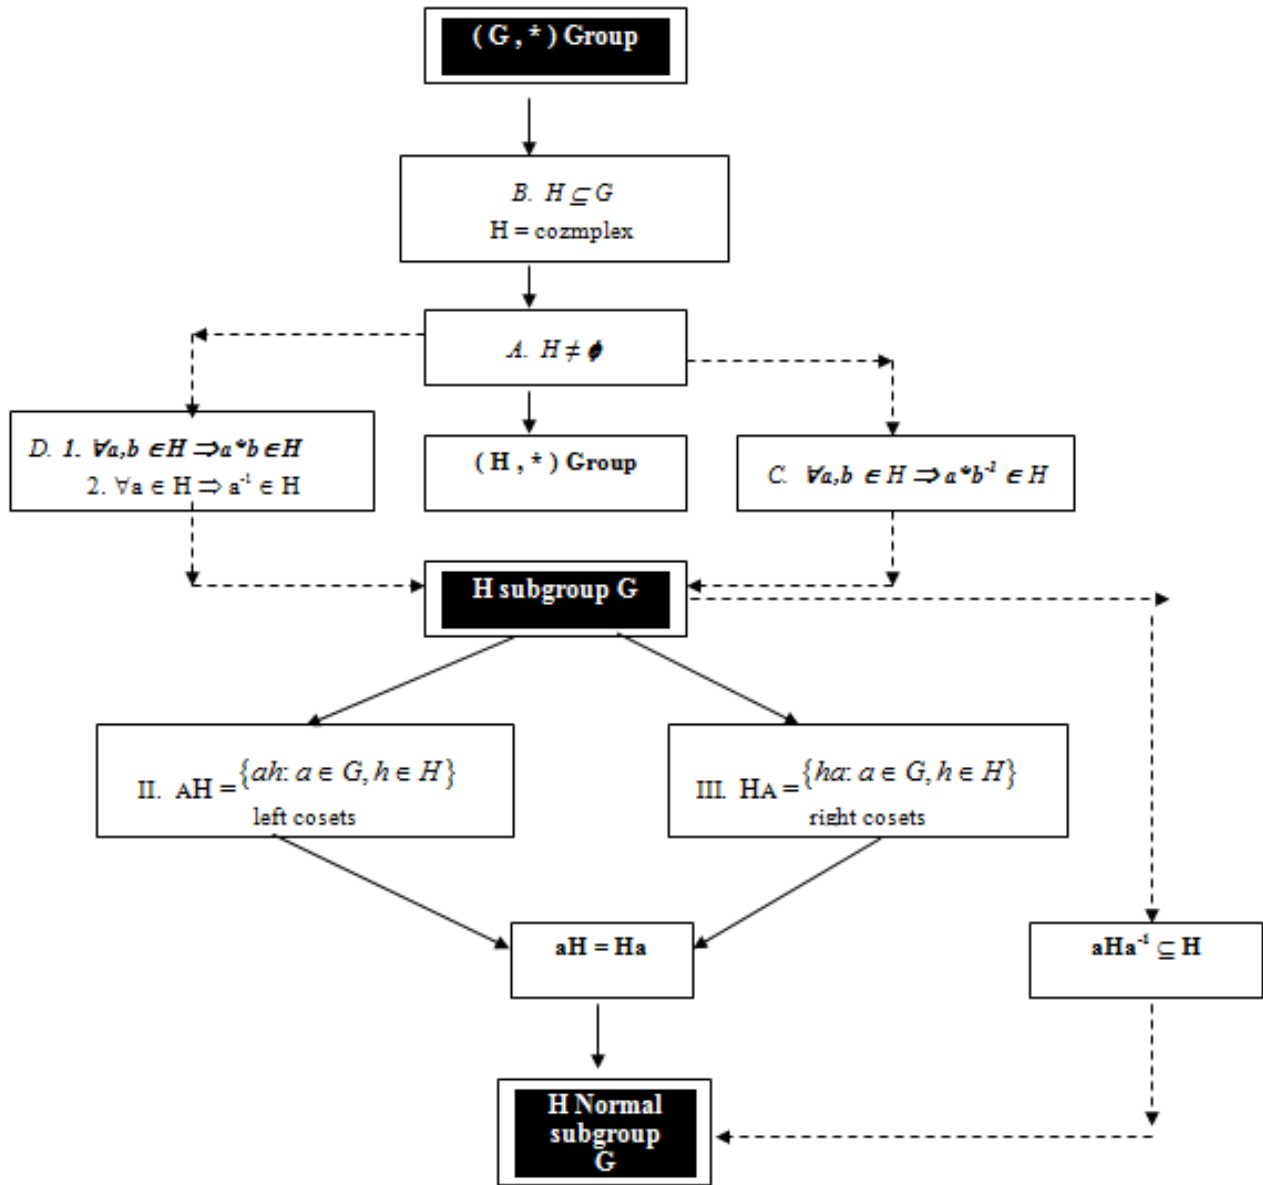 ( G , * ) Group
B. H ⊆ G
H = cozmplex
A. H ≠ ϕ
D. 1. ∀a,b ∈ H ⇒ a*b ∈ H
2. ∀a ∈ H ⇒ a⁻¹ ∈ H
( H , * ) Group
C. ∀a,b ∈ H ⇒ a*b⁻¹ ∈ H
H subgroup G
II. AH = {ah: a ∈ G, h ∈ H}
left cosets
III. HA = {ha: a ∈ G, h ∈ H}
right cosets
aH = Ha
aHa⁻¹ ⊆ H
H Normal
subgroup
G